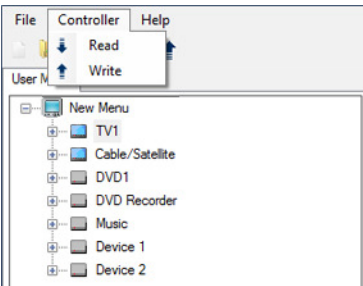 File Controller Help
Read
Write
User M
New Menu
TV1
Cable/Satellite
DVD1
DVD Recorder
Music
Device 1
Device 2